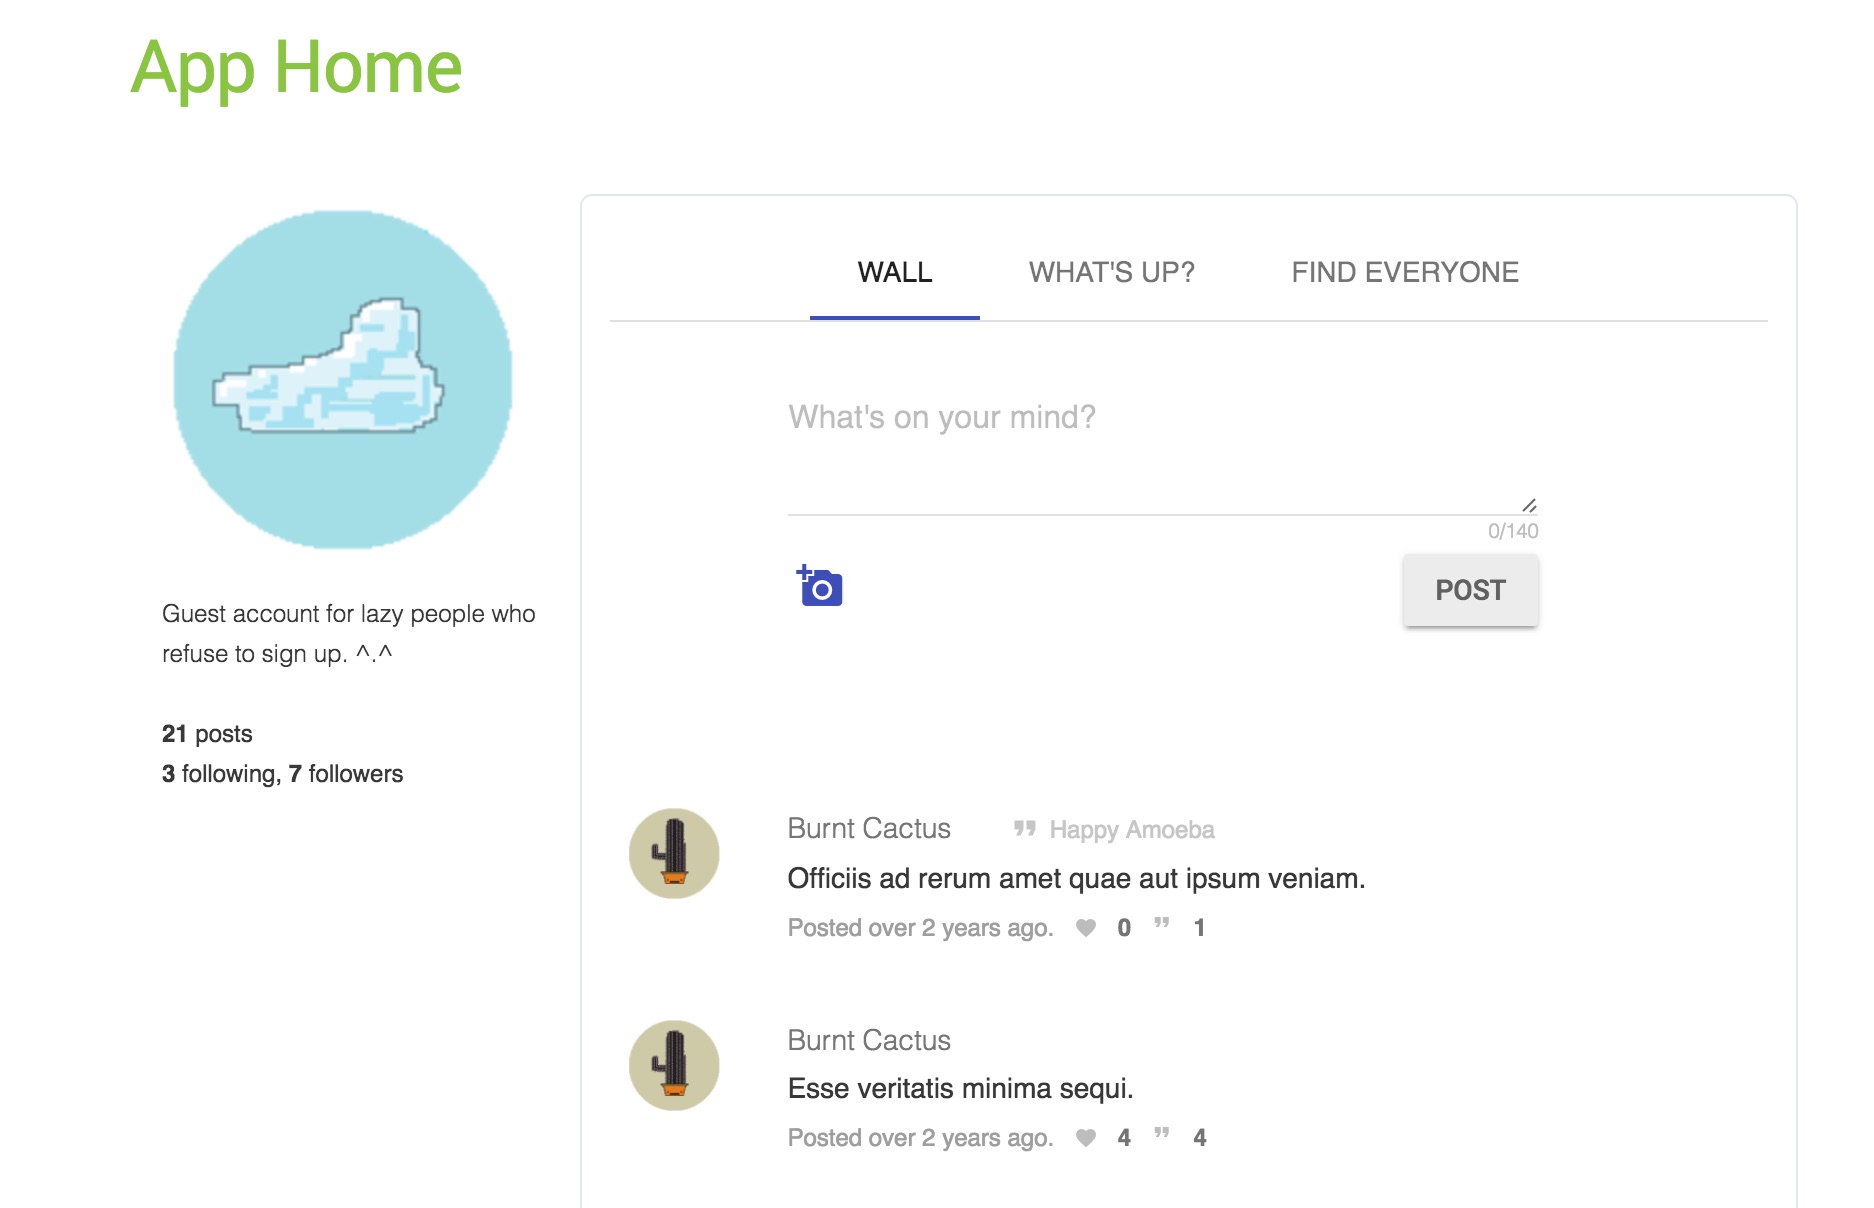 App Home
WALL WHAT'S UP? FIND EVERYONE
What's on your mind?
0/140
POST
Guest account for lazy people who
refuse to sign up. ^.^
21 posts
3 following, 7 followers
Burnt Cactus " Happy Amoeba
Officiis ad rerum amet quae aut ipsum veniam.
Posted over 2 years ago. 0 " 1
Burnt Cactus
Esse veritatis minima sequi.
Posted over 2 years ago. 4 " 4